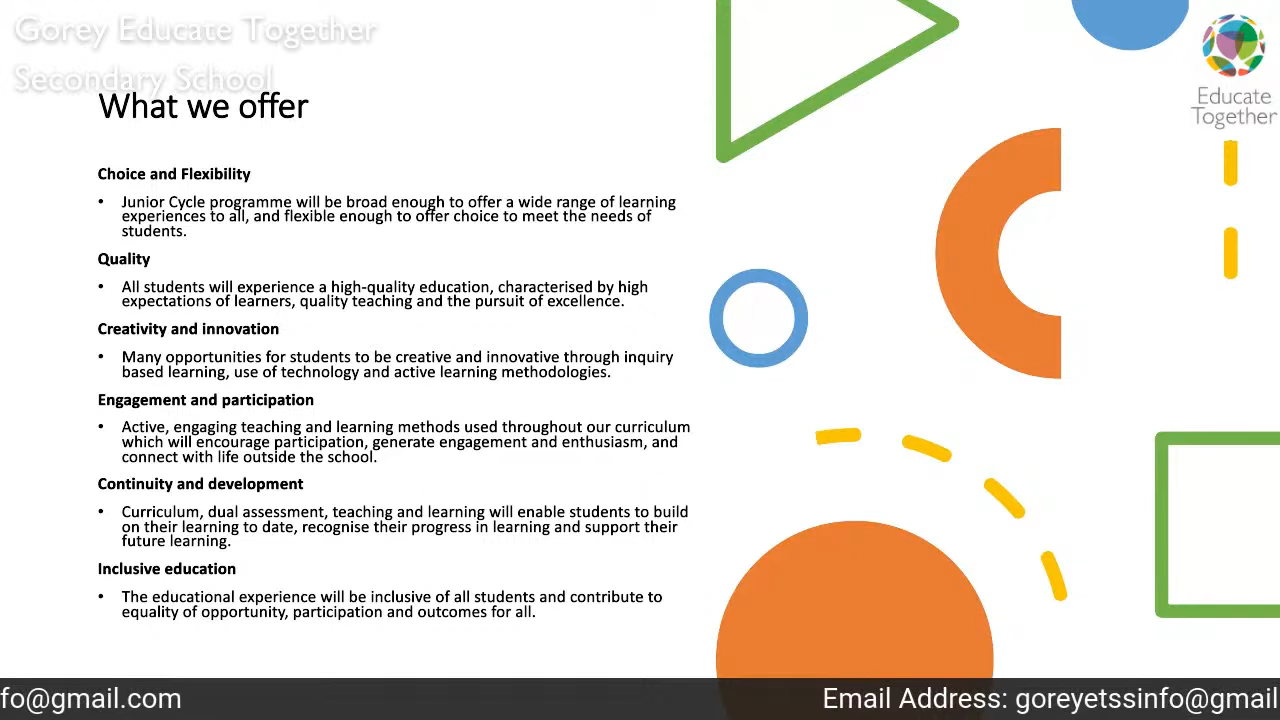 Gorey Educate Together
Secondary School
What we offer
Educate
Together
Choice and Flexibility
• Junior Cycle programme will be broad enough to offer a wide range of learning
experiences to all, and flexible enough to offer choice to meet the needs of
students.
Quality
• All students will experience a high-quality education, characterised by high
expectations of learners, quality teaching and the pursuit of excellence.
Creativity and innovation
• Many opportunities for students to be creative and innovative through inquiry
based learning, use of technology and active learning methodologies.
Engagement and participation
• Active, engaging teaching and learning methods used throughout our curriculum
which will encourage participation, generate engagement and enthusiasm, and
connect with life outside the school.
Continuity and development
• Curriculum, dual assessment, teaching and learning will enable students to build
on their learning to date, recognise their progress in learning and support their
future learning.
Inclusive education
• The educational experience will be inclusive of all students and contribute to
equality of opportunity, participation and outcomes for all.
fo@gmail.com
Email Address: goreyetssinfo@gmail